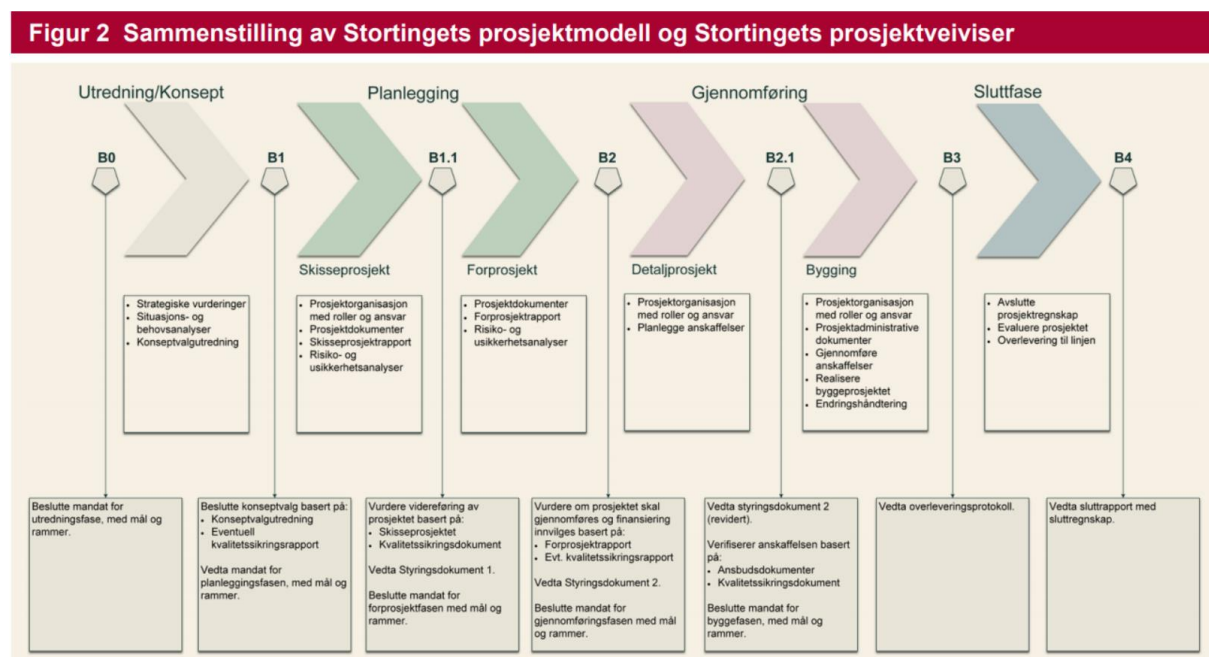 Figur 2 Sammenstilling av Stortingets prosjektmodell og Stortingets prosjektveiviser
Utredning/Konsept
Planlegging
Gjennomføring
Sluttfase
B0
B1
B1.1
B2
B2.1
B3
B4
Skisseprosjekt
Forprosjekt
Detaljprosjekt
Bygging
• Strategiske vurderinger
• Situasjons- og
behovsanalyser
• Konseptvalgutredning
• Prosjektorganisasjon
med roller og ansvar
• Prosjektdokumenter
• Skisseprosjektrapport
• Risiko- og
usikkerhetsanalyser
• Prosjektdokumenter
• Forprosjektrapport
• Risiko- og
usikkerhetsanalyser
• Prosjektorganisasjon
med roller og ansvar
• Planlegge anskaffelser
• Prosjektorganisasjon
med roller og ansvar
• Prosjektadministrative
dokumenter
• Gjennomføre
anskaffelser
• Realisere
byggeprosjektet
• Endringshåndtering
• Avslutte
prosjektregnskap
• Evaluere prosjektet
• Overlevering til linjen
Beslutte mandat for
utredningsfase, med mål og
rammer.
Beslutte konseptvalg basert på:
• Konseptvalgutredning
• Eventuell
kvalitetssikringsrapport
Vedta mandat for
planleggingsfasen, med mål og
rammer.
Vurdere videreføring av
prosjektet basert på:
• Skisseprosjektet
• Kvalitetssikringsdokument
Vedta Styringsdokument 1.
Beslutte mandat for
forprosjektfasen med mål og
rammer.
Vurdere om prosjektet skal
gjennomføres og finansiering
innvilges basert på:
• Forprosjektrapport
• Evt. kvalitetssikringsrapport
Vedta Styringsdokument 2.
Beslutte mandat for
gjennomføringsfasen med mål
og rammer.
Vedta styringsdokument 2
(revidert).
Verifiserer anskaffelsen basert
på:
• Ansbudsdokumenter
• Kvalitetssikringsdokument
Beslutte mandat for
byggefasen, med mål og
rammer.
Vedta overleveringsprotokoll.
Vedta sluttrapport med
sluttregnskap.